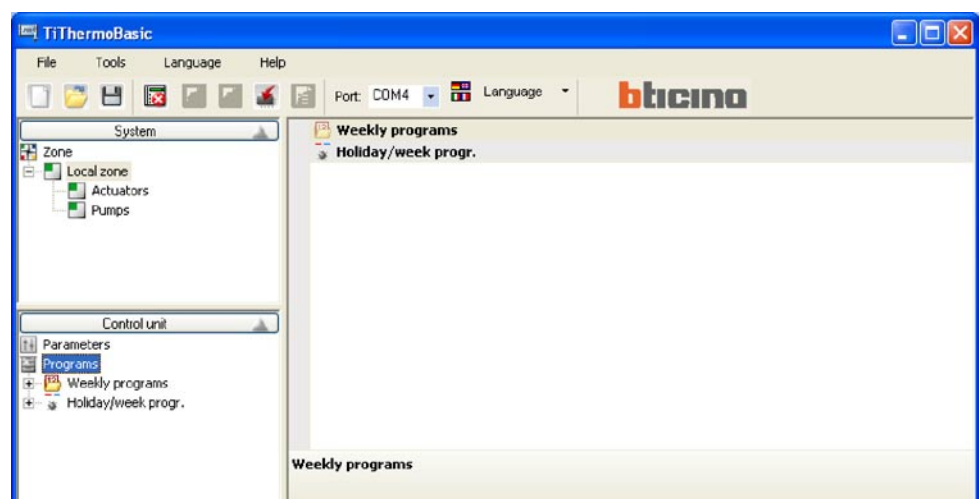 TiThermoBasic
File Tools Language Help
Port: COM4 Language bticino
System
Zone
Local zone
Actuators
Pumps
Control unit
Parameters
Programs
Weekly programs
Holiday/week progr.
Weekly programs
Holiday/week progr.
Weekly programs